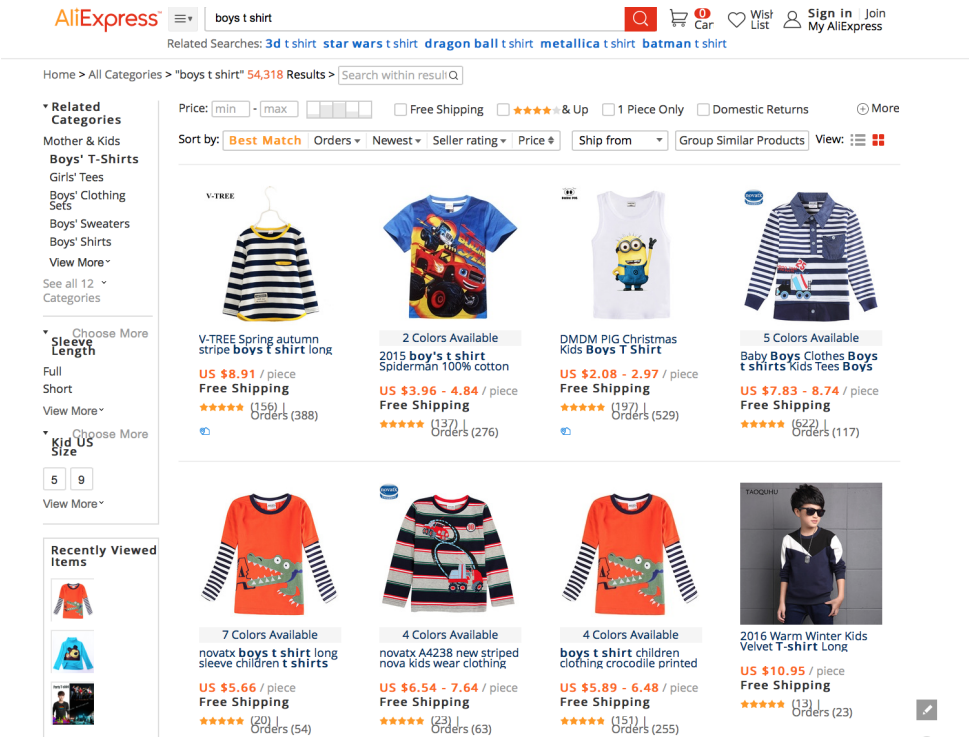 AliExpress™
boys t shirt
0
Car
Wish
List
Sign in | Join
My AliExpress
Related Searches: 3d t shirt star wars t shirt dragon ball t shirt metallica t shirt batman t shirt
Home > All Categories > "boys t shirt" 54,318 Results >
Search within result
Related
Categories
Mother & Kids
Boys' T-Shirts
Girls' Tees
Boys' Clothing
Sets
Boys' Sweaters
Boys' Shirts
View More
See all 12
Categories
Choose More
Sleeve
Length
Full
Short
View More
Choose More
Kid US
Size
5 9
View More
Recently Viewed
Items
Price: min - max
Free Shipping
& Up
1 Piece Only
Domestic Returns
More
Sort by: Best Match Orders Newest Seller rating Price
Ship from
Group Similar Products
View:
V-TREE
V-TREE Spring autumn
stripe boys t shirt long
US $8.91 / piece
Free Shipping
(156) |
Orders (388)
2 Colors Available
2015 boy's t shirt
Spiderman 100% cotton
US $3.96 - 4.84 / piece
Free Shipping
(137) |
Orders (276)
DMDM PIG Christmas
Kids Boys T Shirt
US $2.08 - 2.97 / piece
Free Shipping
(197) |
Orders (529)
novatx
5 Colors Available
Baby Boys Clothes Boys
t shirts Kids Tees Boys
US $7.83 - 8.74 / piece
Free Shipping
(622) |
Orders (117)
7 Colors Available
novatx boys t shirt long
sleeve children t shirts
US $5.66 / piece
Free Shipping
(20) |
Orders (54)
novatx
4 Colors Available
novatx A4238 new striped
nova kids wear clothing
US $6.54 - 7.64 / piece
Free Shipping
(23) |
Orders (63)
4 Colors Available
boys t shirt children
clothing crocodile printed
US $5.89 - 6.48 / piece
Free Shipping
(151) |
Orders (255)
TAOQUHU
2016 Warm Winter Kids
Velvet T-shirt Long
US $10.95 / piece
Free Shipping
(13) |
Orders (23)